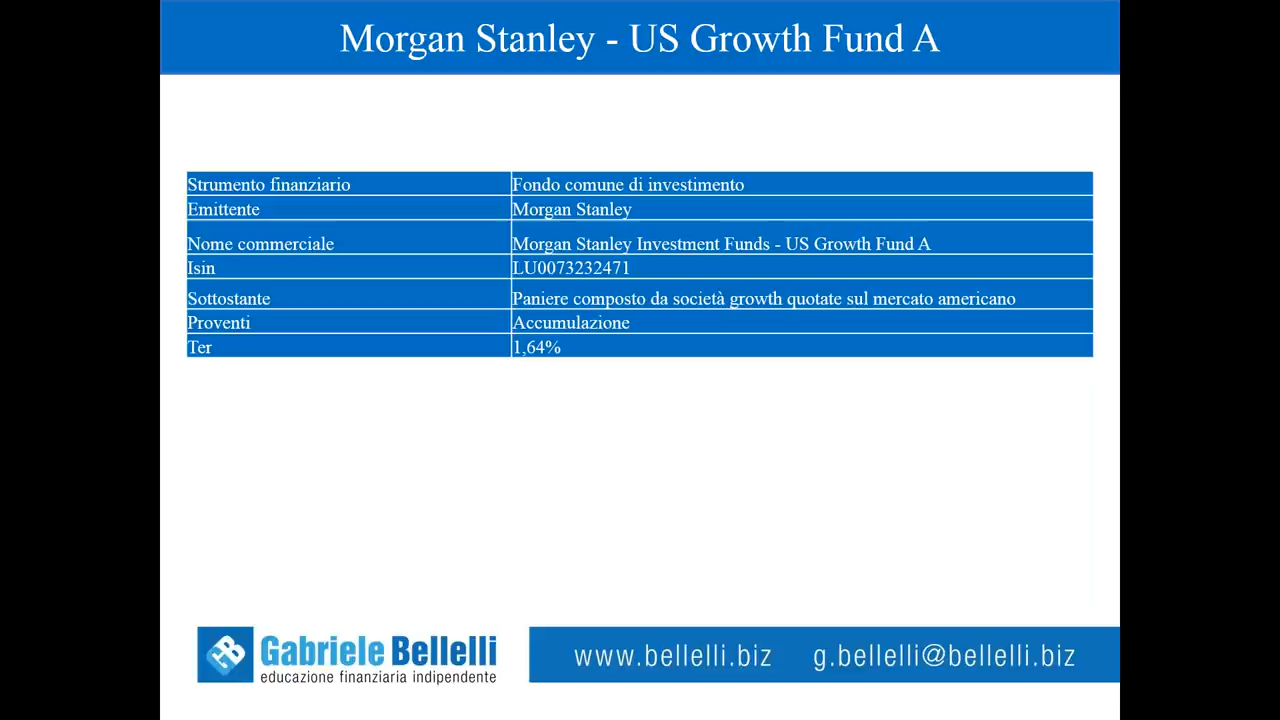 Morgan Stanley - US Growth Fund A
Strumento finanziario Fondo comune di investimento
Emittente Morgan Stanley
Nome commerciale Morgan Stanley Investment Funds - US Growth Fund A
Isin LU0073232471
Sottostante Paniere composto da società growth quotate sul mercato americano
Proventi Accumulazione
Ter 1,64%
Gabriele Bellelli
educazione finanziaria indipendente
www.bellelli.biz g.bellelli@bellelli.biz